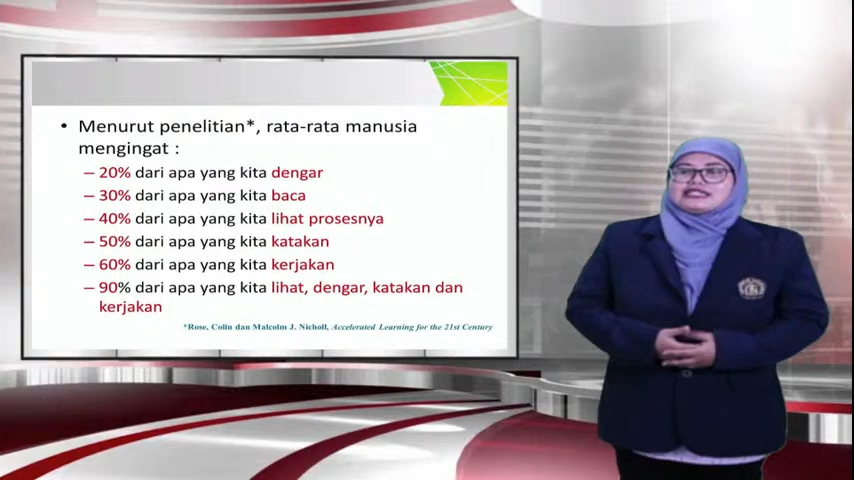 • Menurut penelitian*, rata-rata manusia
mengingat :
– 20% dari apa yang kita dengar
– 30% dari apa yang kita baca
– 40% dari apa yang kita lihat prosesnya
– 50% dari apa yang kita katakan
– 60% dari apa yang kita kerjakan
– 90% dari apa yang kita lihat, dengar, katakan dan
kerjakan
*Rose, Colin dan Malcolm J. Nicholl, Accelerated Learning for the 21st Century